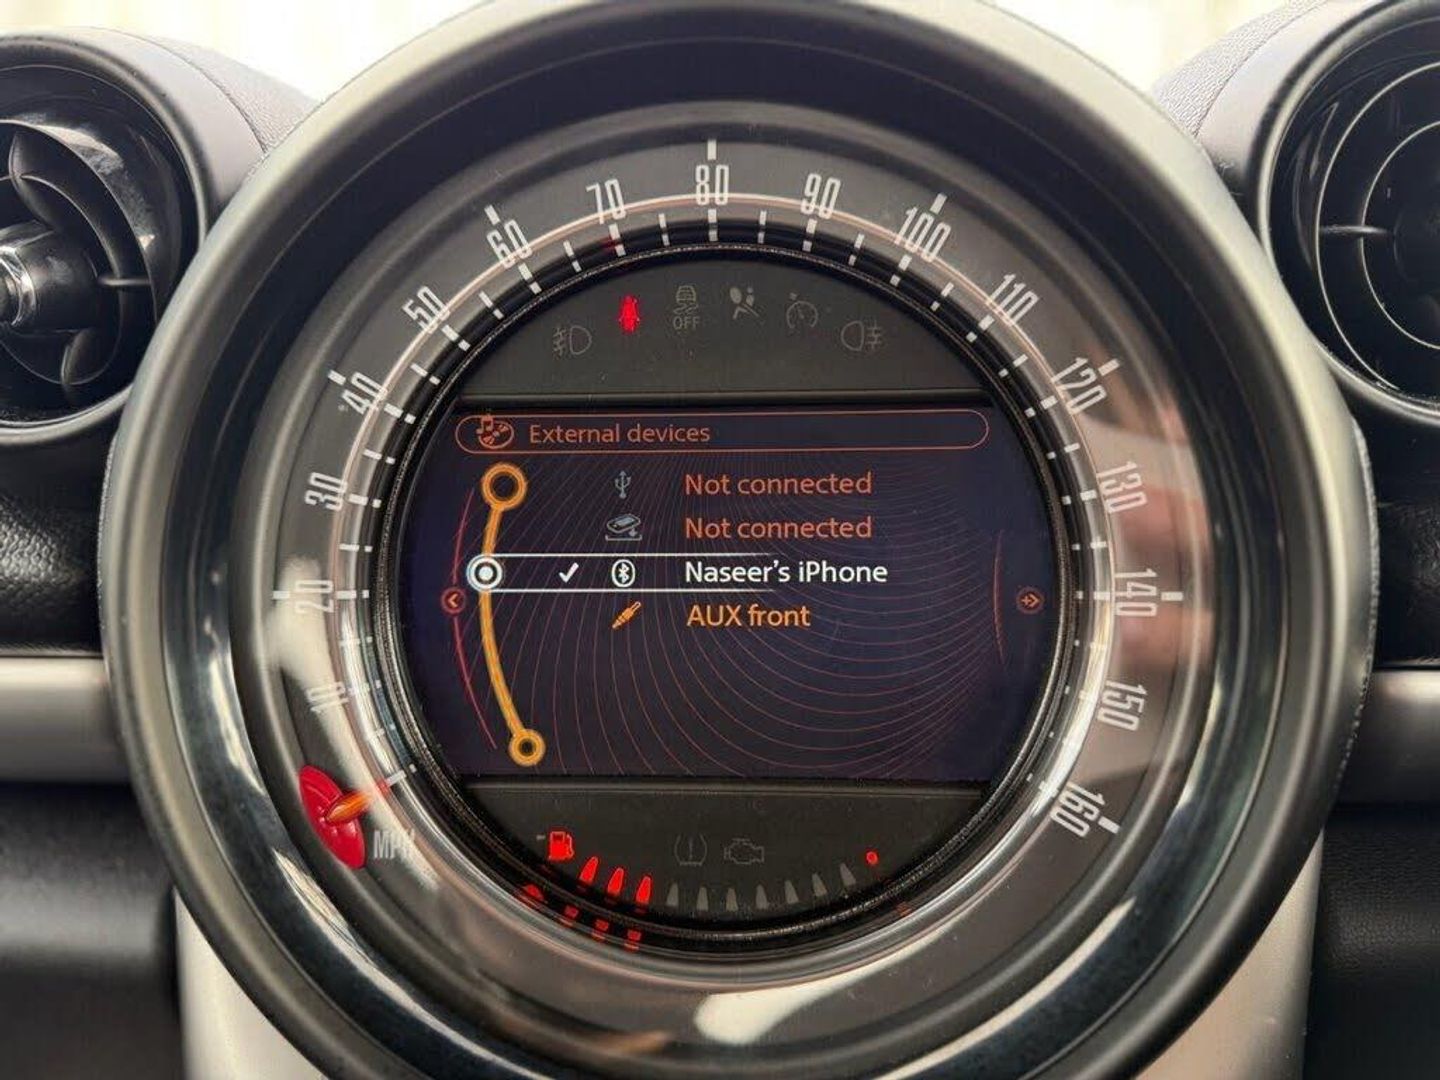 80
70
90
60
100
50
110
40
120
30
130
20
140
10
150
160
MPH
OFF
External devices
Not connected
Not connected
Naseer's iPhone
AUX front